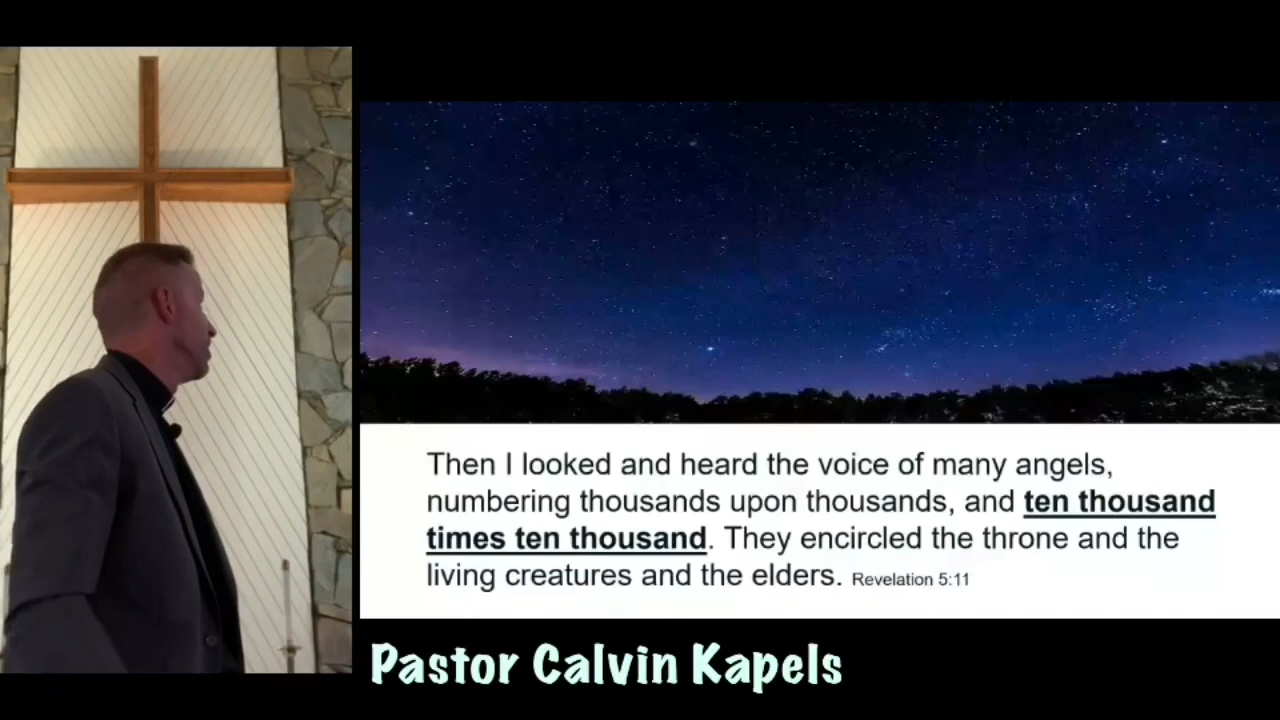 Then I looked and heard the voice of many angels,
numbering thousands upon thousands, and ten thousand
times ten thousand. They encircled the throne and the
living creatures and the elders. Revelation 5:11
Pastor Calvin Kapels